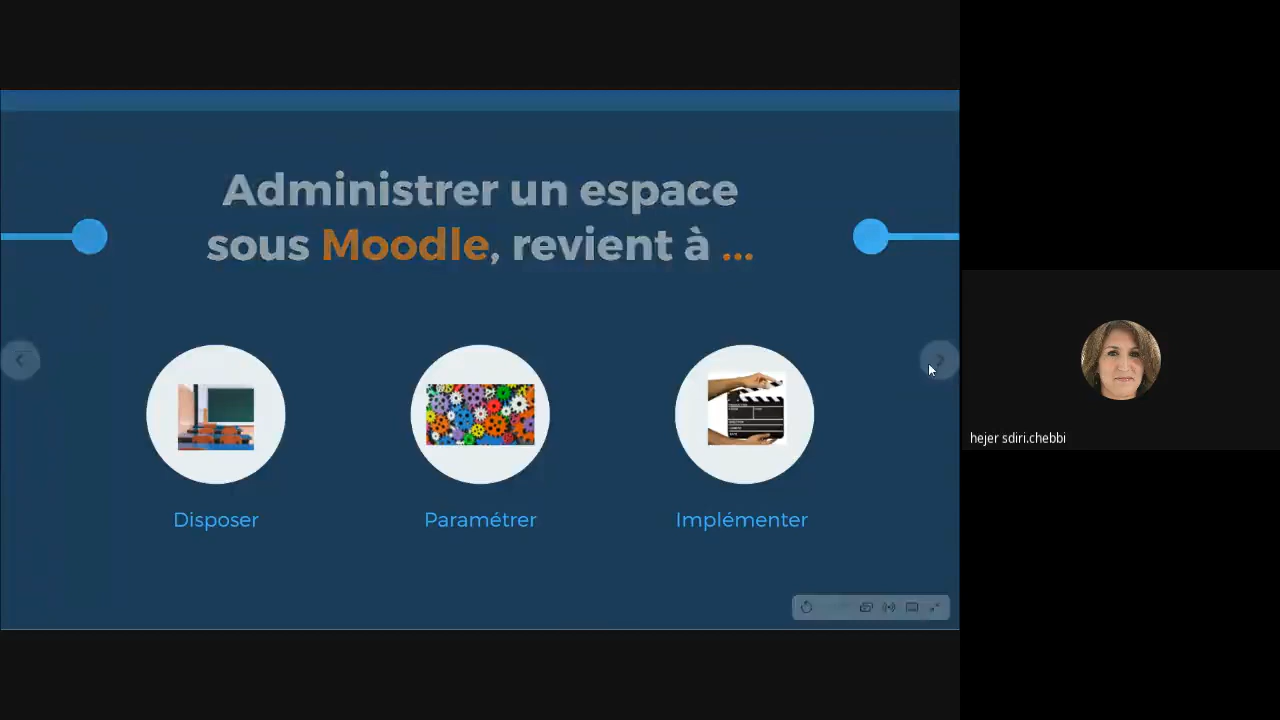 Administrer un espace
sous Moodle, revient à ...
Disposer
Paramétrer
Implémenter
hejer sdiri.chebbi